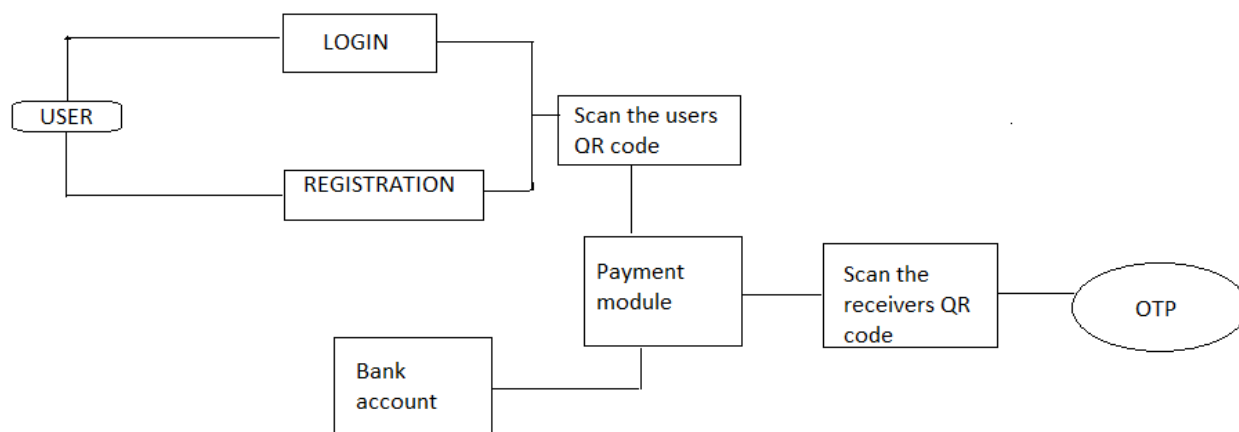 LOGIN
USER
Scan the users
QR code
REGISTRATION
Payment
module
Scan the
receivers QR
code
OTP
Bank
account